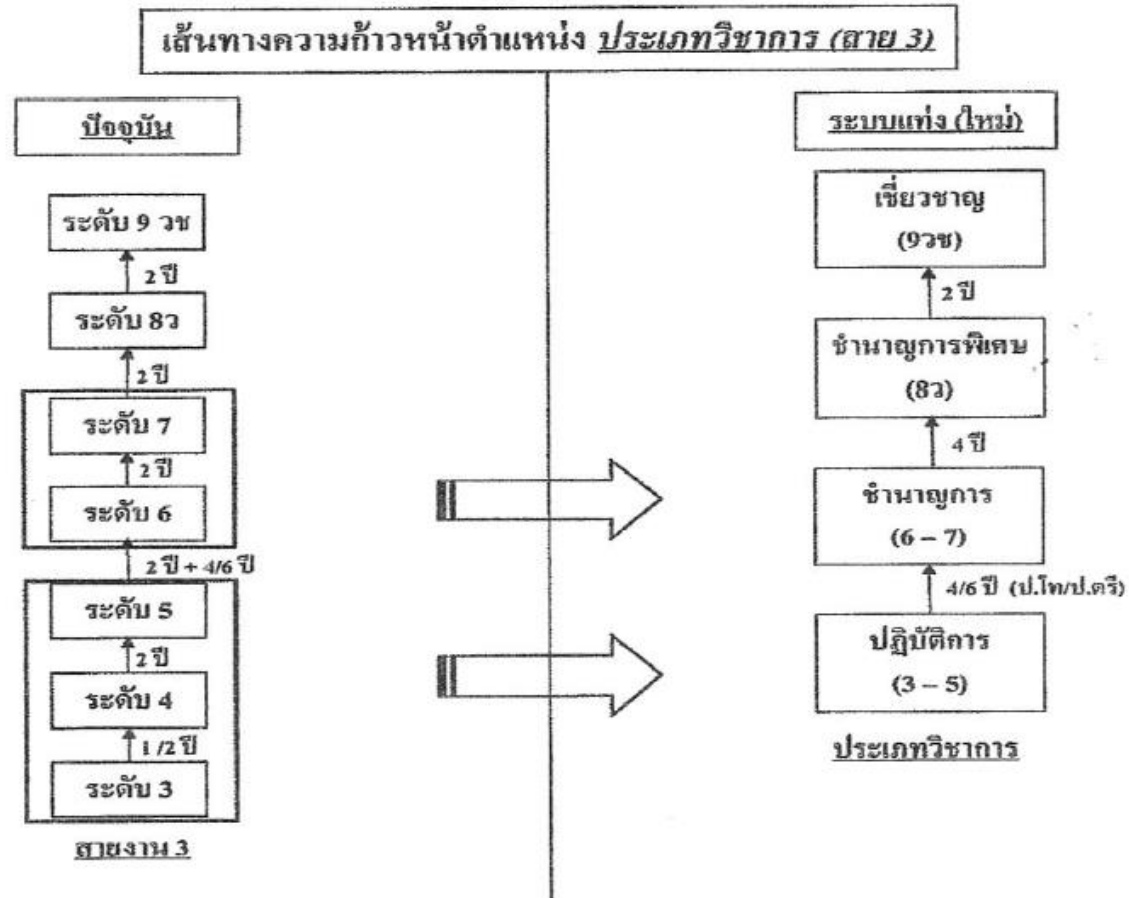 เส้นทางความก้าวหน้าตำแหน่ง ประเภทวิชาการ (สาย 3)
ปัจจุบัน
ระดับ 9 วช
2 ปี
ระดับ 8ว
2 ปี
ระดับ 7
2 ปี
ระดับ 6
2 ปี + 4/6 ปี
ระดับ 5
2 ปี
ระดับ 4
1 /2 ปี
ระดับ 3
สายงาน 3
ระบบแท่ง (ใหม่)
เชี่ยวชาญ
(9วช)
2 ปี
ชำนาญการพิเศษ
(8ว)
4 ปี
ชำนาญการ
(6 – 7)
4/6 ปี (ป.โท/ป.ตรี)
ปฏิบัติการ
(3 – 5)
ประเภทวิชาการ